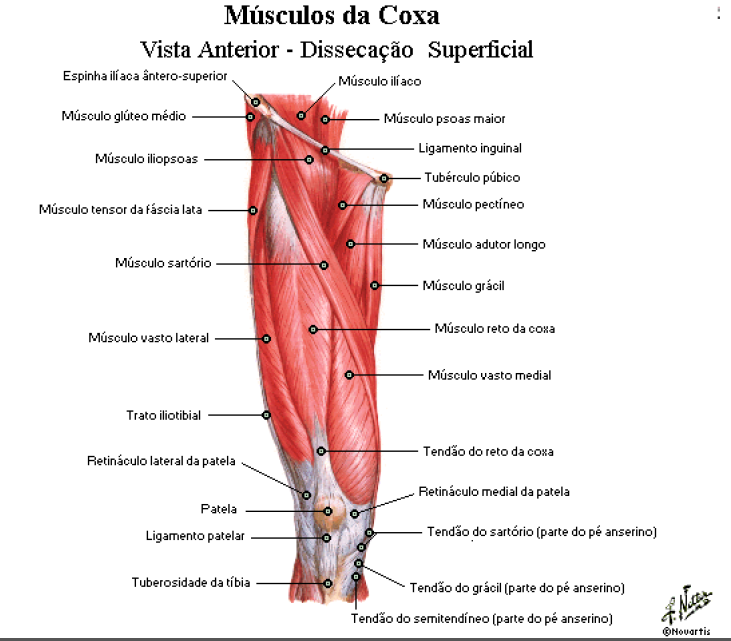 Músculos da Coxa
Vista Anterior - Dissecação Superficial
Espinha ilíaca ântero-superior
Músculo ilíaco
Músculo glúteo médio
Músculo psoas maior
Ligamento inguinal
Músculo iliopsoas
Tubérculo púbico
Músculo tensor da fáscia lata
Músculo pectíneo
Músculo adutor longo
Músculo sartório
Músculo grácil
Músculo reto da coxa
Músculo vasto lateral
Músculo vasto medial
Trato iliotibial
Tendão do reto da coxa
Retináculo lateral da patela
Retináculo medial da patela
Patela
Tendão do sartório (parte do pé anserino)
Ligamento patelar
Tuberosidade da tíbia
Tendão do grácil (parte do pé anserino)
Tendão do semitendíneo (parte do pé anserino)
©Novartis